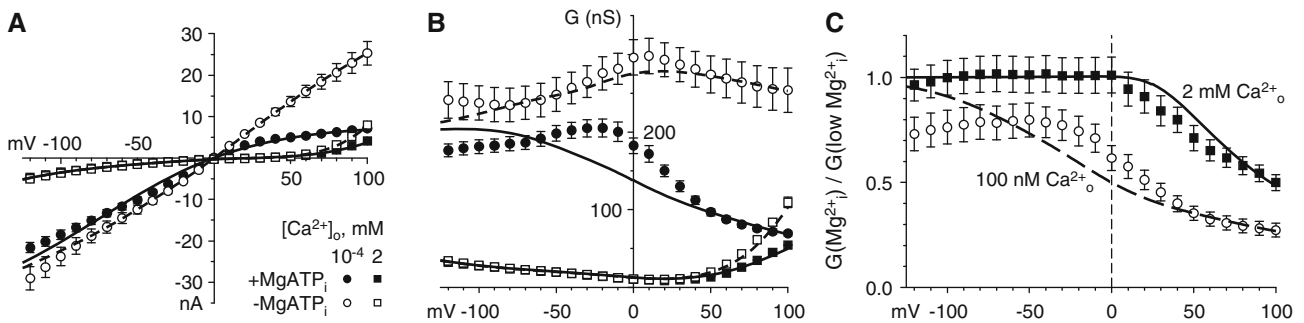 A
30
20
10
mV -100
-50
50
100
-10
-20
-30
nA
[Ca²⁺]ₒ, mM
10⁻⁴ 2
+MgATPᵢ
-MgATPᵢ
B
G (nS)
200
100
mV -100
-50
0
50
100
C
G(Mg²⁺ᵢ) / G(low Mg²⁺ᵢ)
1.0
0.5
0.0
2 mM Ca²⁺ₒ
100 nM Ca²⁺ₒ
mV -100
-50
0
50
100